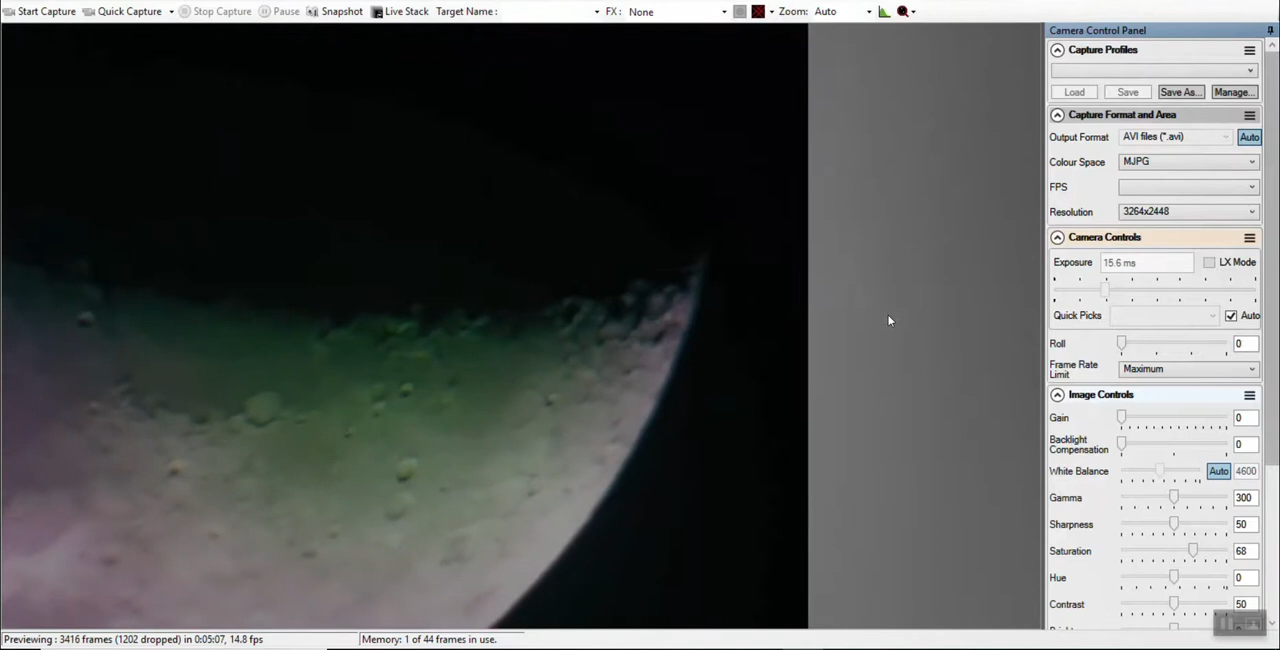 Start Capture Quick Capture Stop Capture Pause Snapshot Live Stack Target Name : FX : None Zoom: Auto
Camera Control Panel
Capture Profiles
Load Save Save As... Manage...
Capture Format and Area
Output Format AVI files (*.avi) Auto
Colour Space MJPG
FPS
Resolution 3264x2448
Camera Controls
Exposure 15.6 ms LX Mode
Quick Picks Auto
Roll 0
Frame Rate
Limit Maximum
Image Controls
Gain 0
Backlight
Compensation 0
White Balance Auto 4600
Gamma 300
Sharpness 50
Saturation 68
Hue 0
Contrast 50
Previewing : 3416 frames (1202 dropped) in 0:05:07, 14.8 fps Memory: 1 of 44 frames in use.